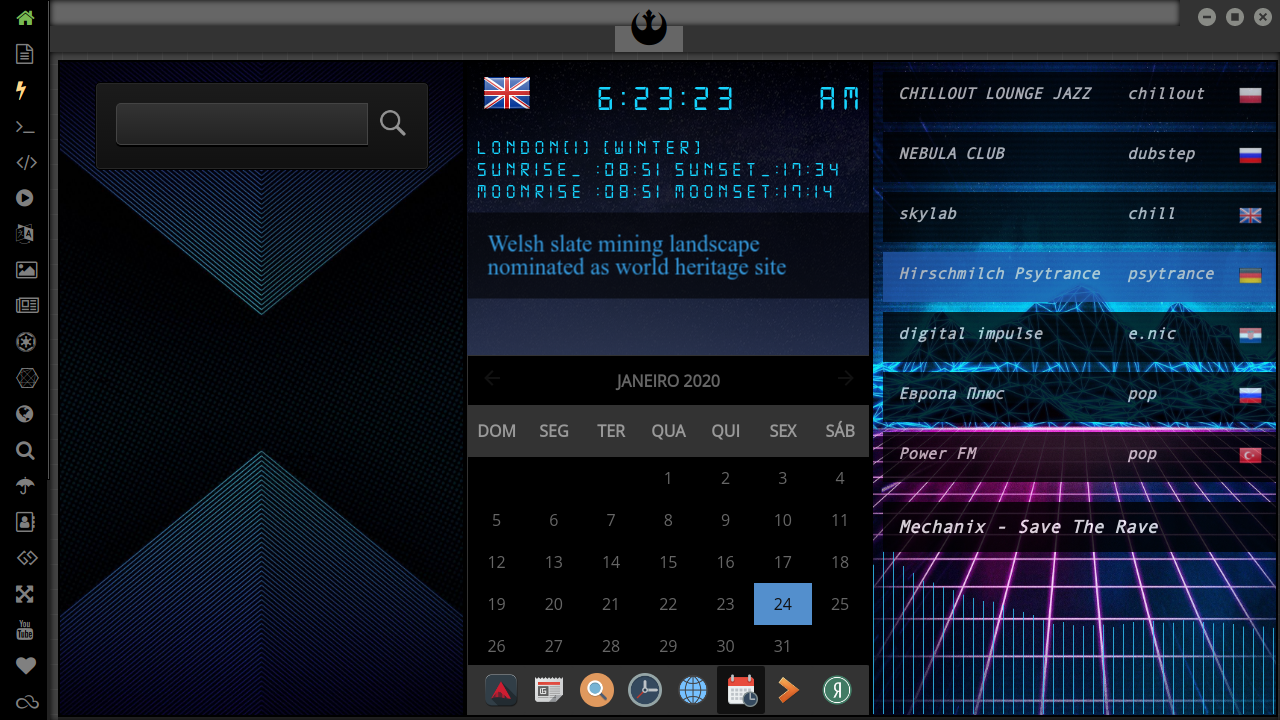 6:23:23 AM
LONDON(1) (WINTER)
SUNRISE_ :08:51 SUNSET_:17:34
MOONRISE :08:51 MOONSET:17:14
Welsh slate mining landscape
nominated as world heritage site
JANEIRO 2020
DOM SEG TER QUA QUI SEX SÁB
1 2 3 4
5 6 7 8 9 10 11
12 13 14 15 16 17 18
19 20 21 22 23 24 25
26 27 28 29 30 31
CHILLOUT LOUNGE JAZZ chillout
NEBULA CLUB dubstep
skylab chill
Hirschmilch Psytrance psytrance
digital impulse e.nic
Европа Плюс pop
Power FM pop
Mechanix - Save The Rave
You
Tube
Я